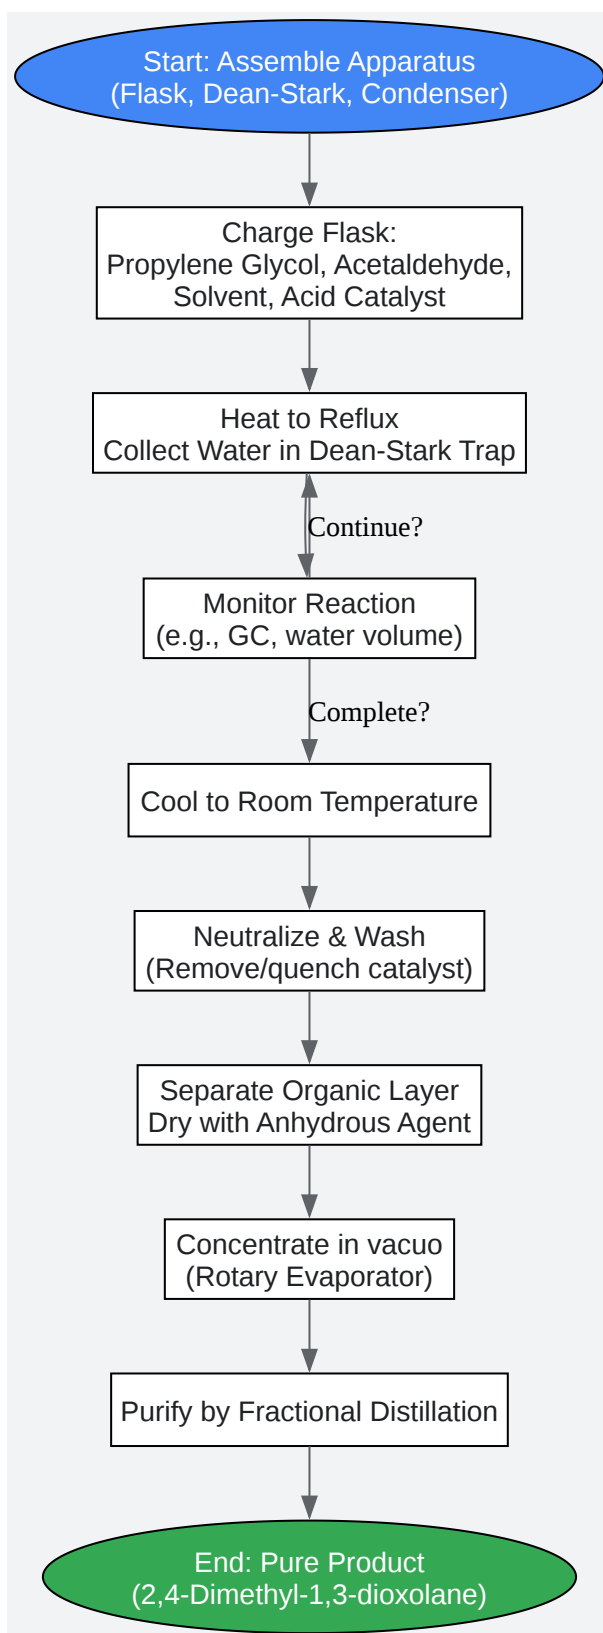 Start: Assemble Apparatus
(Flask, Dean-Stark, Condenser)
Charge Flask:
Propylene Glycol, Acetaldehyde,
Solvent, Acid Catalyst
Heat to Reflux
Collect Water in Dean-Stark Trap
Continue?
Monitor Reaction
(e.g., GC, water volume)
Complete?
Cool to Room Temperature
Neutralize & Wash
(Remove/quench catalyst)
Separate Organic Layer
Dry with Anhydrous Agent
Concentrate in vacuo
(Rotary Evaporator)
Purify by Fractional Distillation
End: Pure Product
(2,4-Dimethyl-1,3-dioxolane)